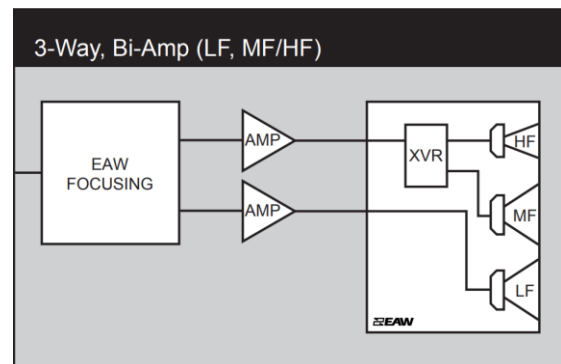 3-Way, Bi-Amp (LF, MF/HF)
EAW
FOCUSING
AMP
AMP
XVR
HF
MF
LF
EAW